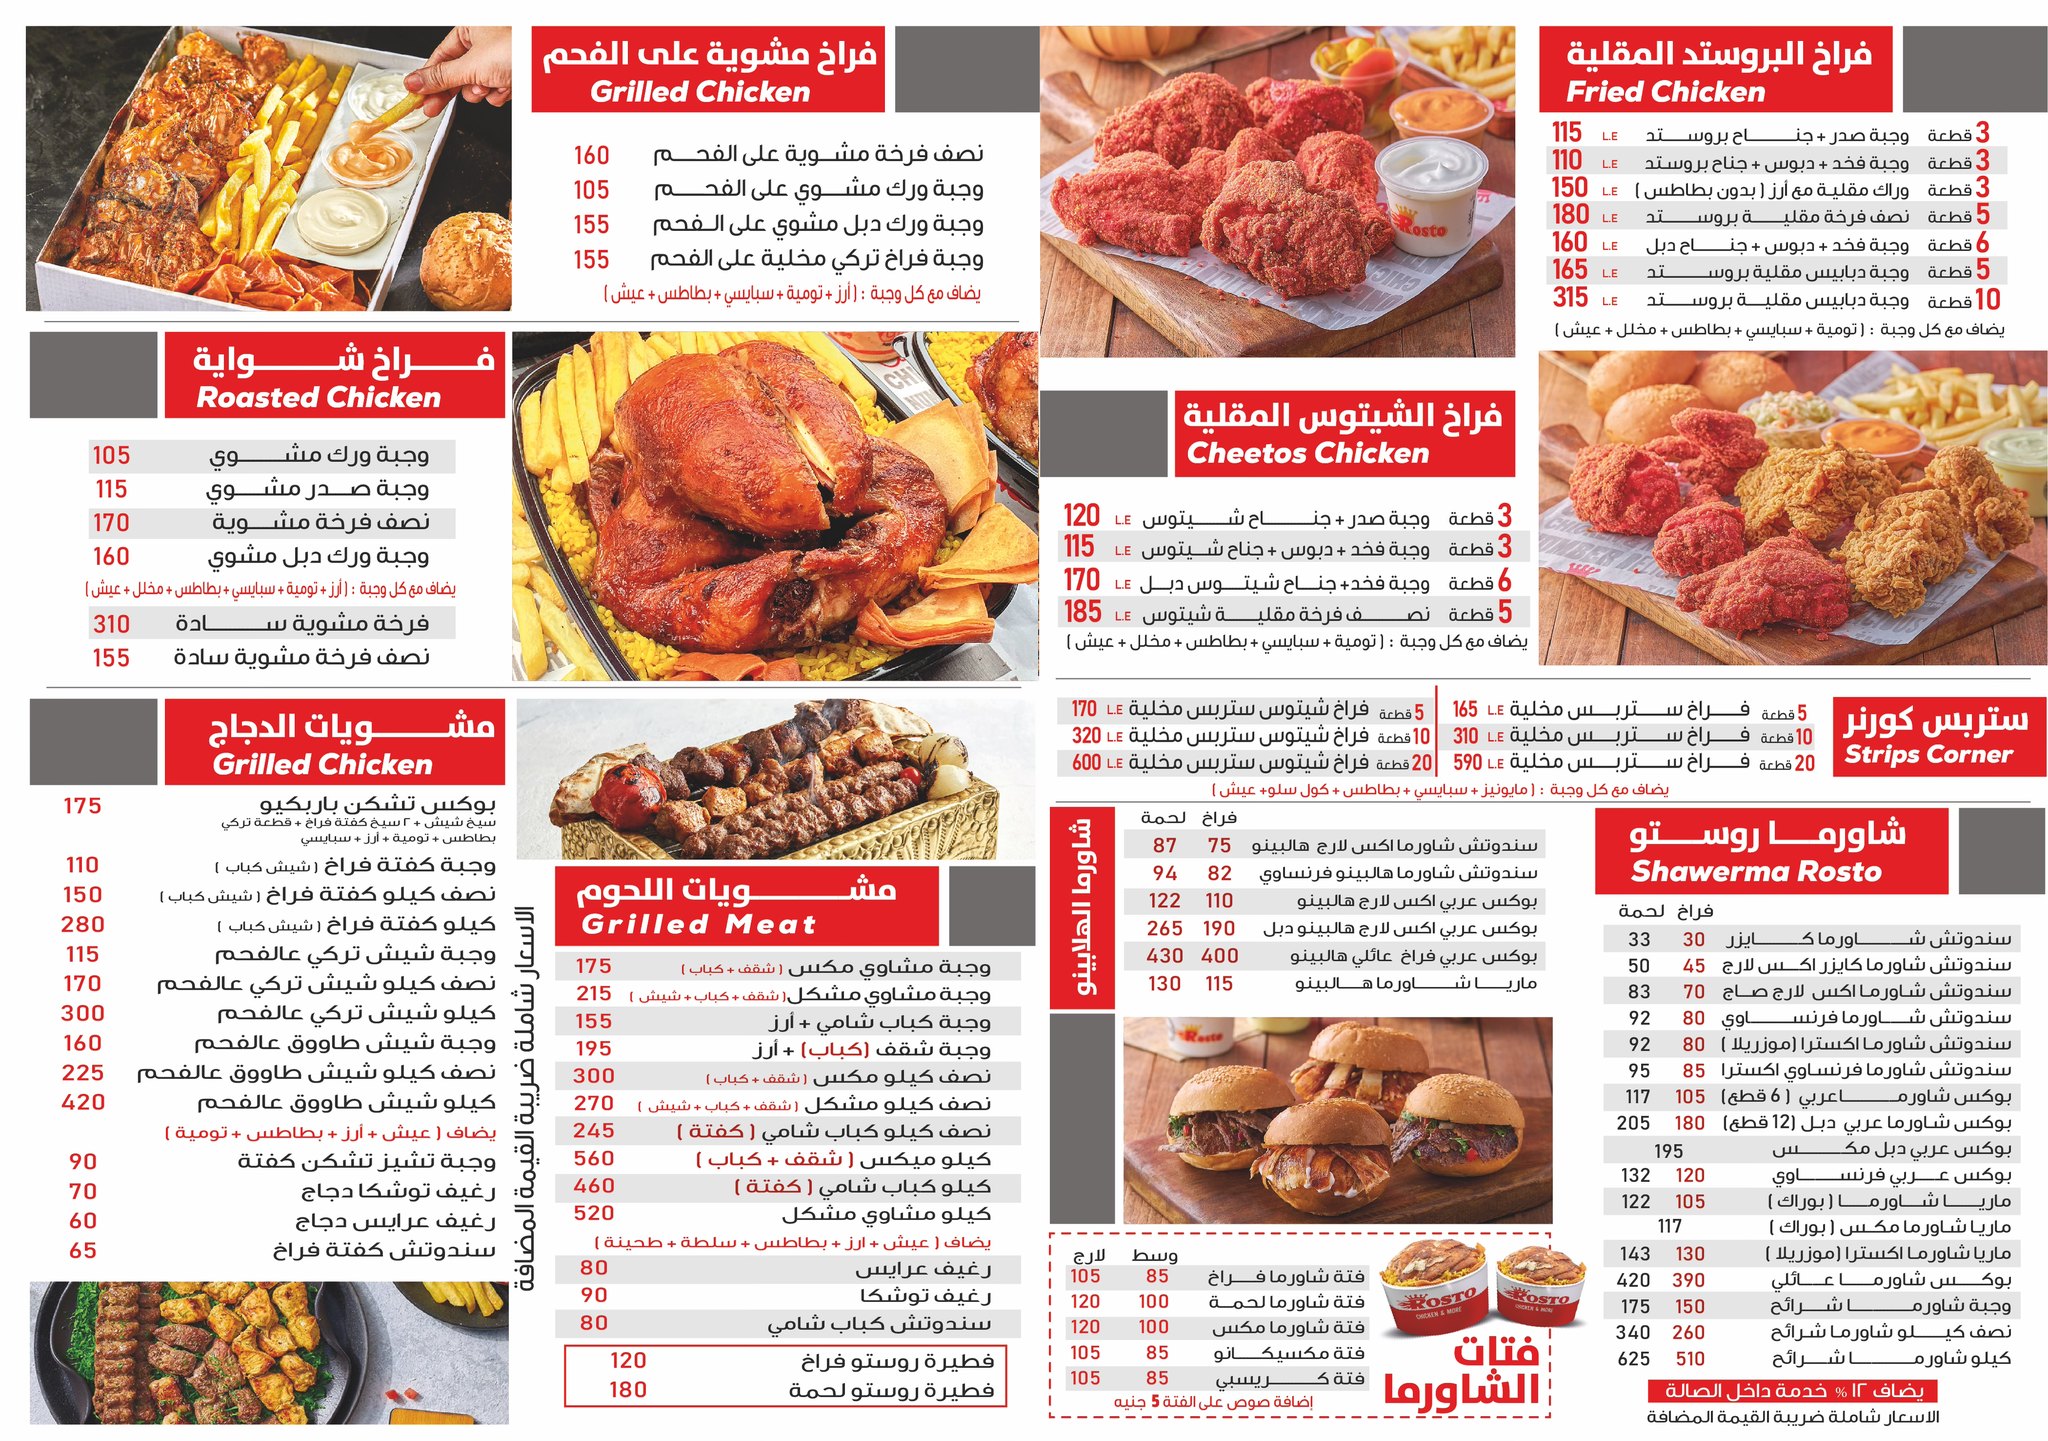 فراخ البروستد المقلية
Fried Chicken
3 قطعة وجبة صدر + جناح بروستد L.E 115
3 قطعة وجبة فخد + دبوس + جناح بروستد L.E 110
3 قطعة وراك مقلية مع أرز (بدون بطاطس) L.E 150
5 قطعة نصف فرخة مقلية بروستد L.E 180
6 قطعة وجبة فخد + دبوس + جناح دبل L.E 160
5 قطعة وجبة دبابيس مقلية بروستد L.E 165
10 قطعة وجبة دبابيس مقلية بروستد L.E 315
يضاف مع كل وجبة : (تومية + سبايسي + بطاطس + مخلل + عيش)
Rosto
فراخ الشيتوس المقلية
Cheetos Chicken
3 قطعة وجبة صدر + جناح شيتوس L.E 120
3 قطعة وجبة فخد + دبوس + جناح شيتوس L.E 115
6 قطعة وجبة فخد+ جناح شيتوس دبل L.E 170
5 قطعة نصف فرخة مقلية شيتوس L.E 185
يضاف مع كل وجبة : (تومية + سبايسي + بطاطس + مخلل + عيش)
ستربس كورنر
Strips Corner
5 قطعة فراخ ستربس مخلية L.E 165
10 قطعة فراخ ستربس مخلية L.E 310
20 قطعة فراخ ستربس مخلية L.E 590
5 قطعة فراخ شيتوس ستربس مخلية L.E 170
10 قطعة فراخ شيتوس ستربس مخلية L.E 320
20 قطعة فراخ شيتوس ستربس مخلية L.E 600
يضاف مع كل وجبة : (مايونيز + سبايسي + بطاطس + كول سلو+ عيش)
شاورما روستو
Shawerma Rosto
فراخ لحمة
سندوتش شاورما كايزر 30 33
سندوتش شاورما كايزر اكس لارج 45 50
سندوتش شاورما اكس لارج صاج 70 83
سندوتش شاورما فرنساوي 80 92
سندوتش شاورما اكسترا (موزريلا) 80 92
سندوتش شاورما فرنساوي اكسترا 85 95
بوكس شاورما عربي (6 قطع) 105 117
بوكس شاورما عربي دبل (12 قطع) 180 205
بوكس عربي دبل مكس 195
بوكس عربي فرنساوي 120 132
ماريا شاورما (بوراك) 105 122
ماريا شاورما مكس (بوراك) 117
ماريا شاورما اكسترا (موزريلا) 130 143
بوكس شاورما عائلي 390 420
وجبة شاورما شرائح 150 175
نصف كيلو شاورما شرائح 260 340
كيلو شاورما شرائح 510 625
يضاف ١٢ % خدمة داخل الصالة
الاسعار شاملة ضريبة القيمة المضافة
شاورما الهلابينو
فراخ لحمة
سندوتش شاورما اكس لارج هالبينو 75 87
سندوتش شاورما هالبينو فرنساوي 82 94
بوكس عربي اكس لارج هالبينو 110 122
بوكس عربي اكس لارج هالبينو دبل 190 265
بوكس عربي فراخ عائلي هالبينو 400 430
ماريا شاورما هالبينو 115 130
Rosto
فتات
الشاورما
ROSTO
CHICKEN & MORE
ROSTO
CHICKEN & MORE
وسط لارج
فتة شاورما فراخ 85 105
فتة شاورما لحمة 100 120
فتة شاورما مكس 100 120
فتة مكسيكانو 85 105
فتة كريسبي 85 105
إضافة صوص على الفتة 5 جنيه
فراخ مشوية على الفحم
Grilled Chicken
نصف فرخة مشوية على الفحم 160
وجبة ورك مشوي على الفحم 105
وجبة ورك دبل مشوي على الفحم 155
وجبة فراخ تركي مخلية على الفحم 155
يضاف مع كل وجبة : (أرز + تومية + سبايسي + بطاطس + عيش)
فراخ شواية
Roasted Chicken
وجبة ورك مشوي 105
وجبة صدر مشوي 115
نصف فرخة مشوية 170
وجبة ورك دبل مشوي 160
يضاف مع كل وجبة : (أرز + تومية + سبايسي + بطاطس + مخلل + عيش)
فرخة مشوية سادة 310
نصف فرخة مشوية سادة 155
مشويات الدجاج
Grilled Chicken
بوكس تشكن باربكيو 175
سيخ شيش + ٢ سيخ كفتة فراخ + قطعة تركي
بطاطس + تومية + أرز + سبايسي
وجبة كفتة فراخ (شيش كباب) 110
نصف كيلو كفتة فراخ (شيش كباب) 150
كيلو كفتة فراخ (شيش كباب) 280
وجبة شيش تركي عالفحم 115
نصف كيلو شيش تركي عالفحم 170
كيلو شيش تركي عالفحم 300
وجبة شيش طاووق عالفحم 160
نصف كيلو شيش طاووق عالفحم 225
كيلو شيش طاووق عالفحم 420
يضاف (عيش + أرز + بطاطس + تومية)
وجبة تشيز تشكن كفتة 90
رغيف توشكا دجاج 70
رغيف عرايس دجاج 60
سندوتش كفتة فراخ 65
الاسعار شاملة ضريبة القيمة المضافة
مشويات اللحوم
Grilled Meat
وجبة مشاوي مكس (شقف + كباب) 175
وجبة مشاوي مشكل (شقف + كباب + شيش) 215
وجبة كباب شامي + أرز 155
وجبة شقف (كباب) + أرز 195
نصف كيلو مكس (شقف + كباب) 300
نصف كيلو مشكل (شقف + كباب + شيش) 270
نصف كيلو كباب شامي (كفتة) 245
كيلو ميكس (شقف + كباب) 560
كيلو كباب شامي (كفتة) 460
كيلو مشاوي مشكل 520
يضاف (عيش + ارز + بطاطس + سلطة + طحينة)
رغيف عرايس 80
رغيف توشكا 90
سندوتش كباب شامي 80
فطيرة روستو فراخ 120
فطيرة روستو لحمة 180